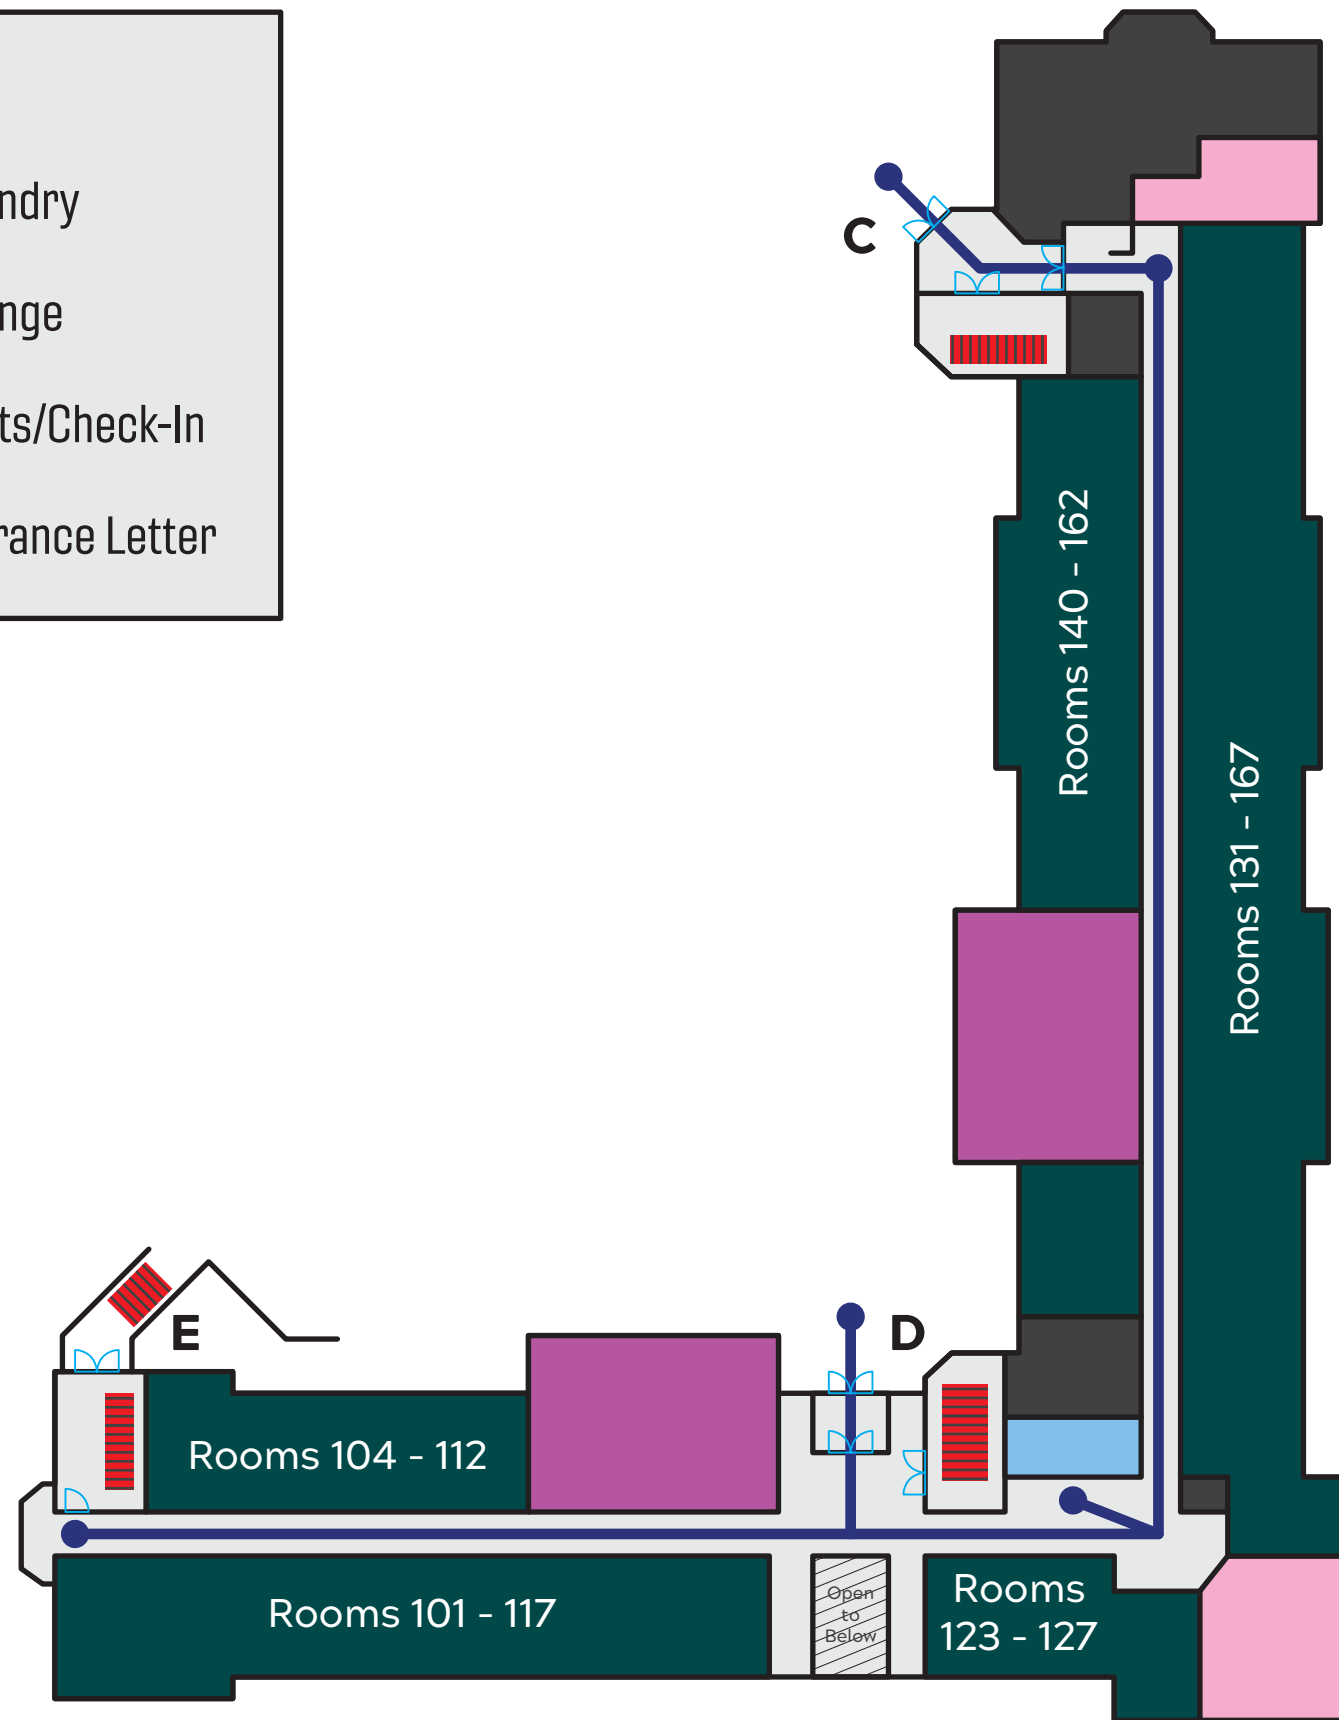 ndry
nge
ts/Check-In
rance Letter
C
Rooms 140 - 162
Rooms 131 - 167
E
D
Rooms 104 - 112
Rooms 101 - 117
Open
to
Below
Rooms
123 - 127